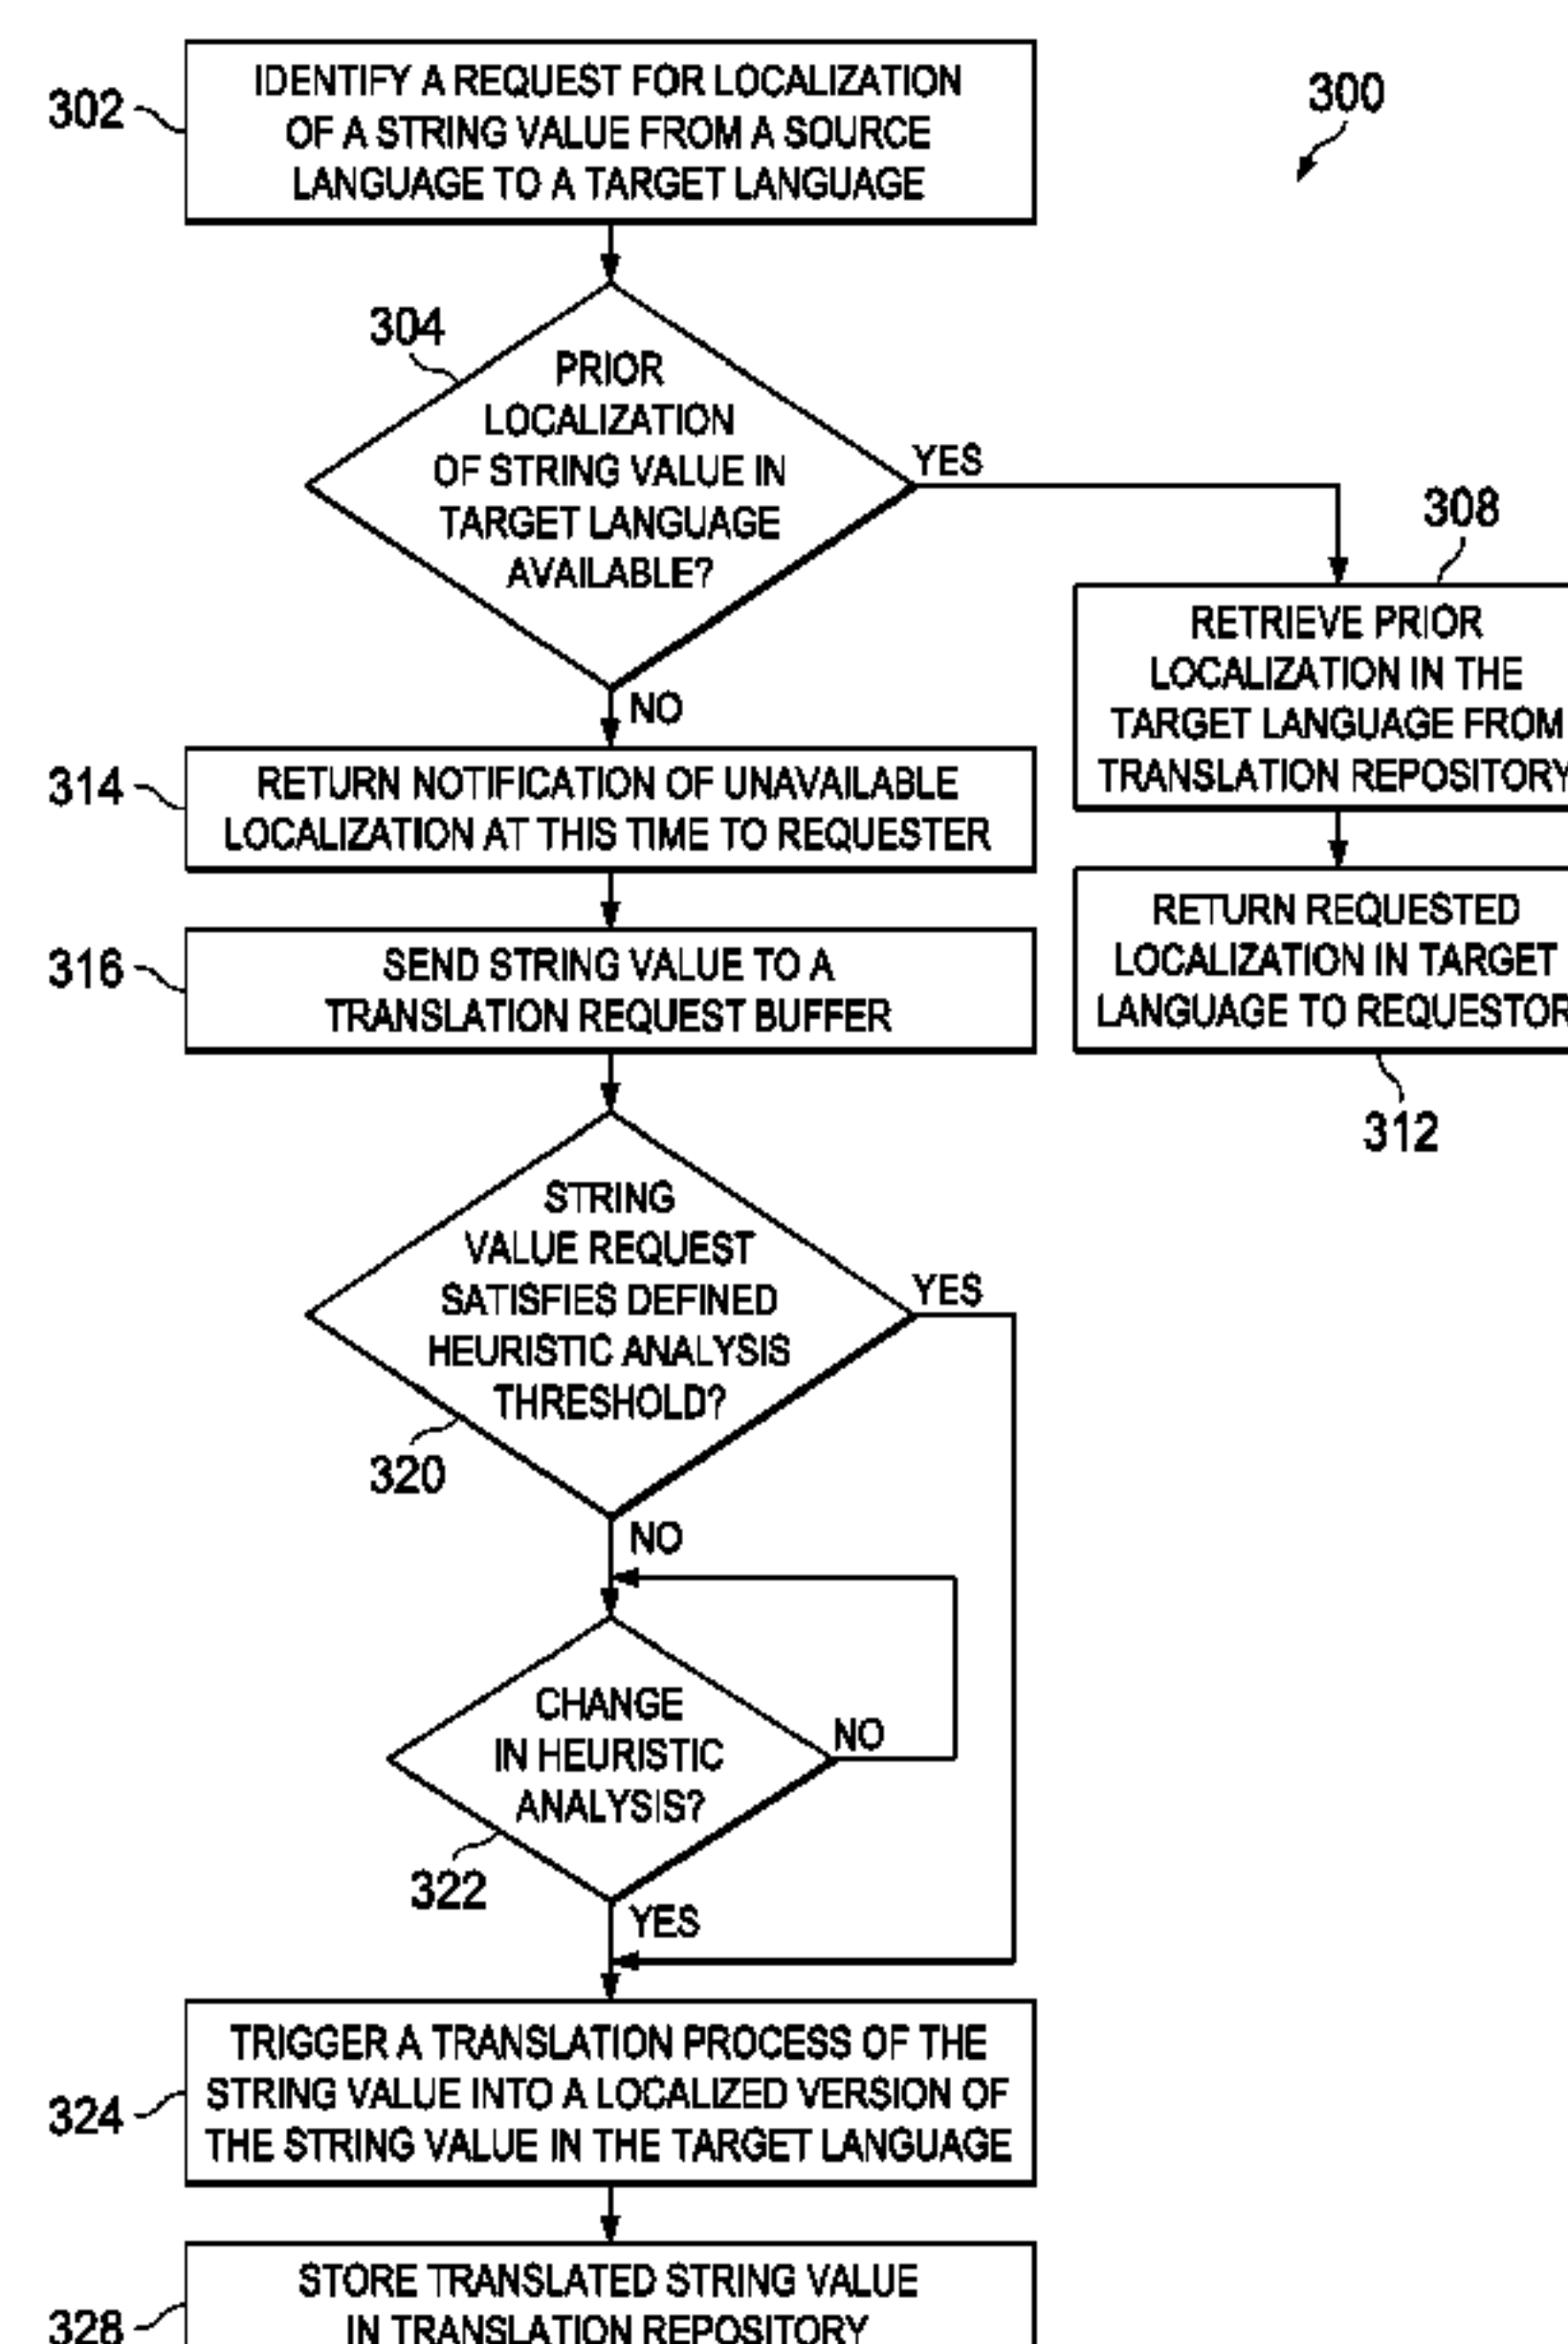 300
302
IDENTIFY A REQUEST FOR LOCALIZATION
OF A STRING VALUE FROM A SOURCE
LANGUAGE TO A TARGET LANGUAGE
304
PRIOR
LOCALIZATION
OF STRING VALUE IN
TARGET LANGUAGE
AVAILABLE?
YES
NO
308
RETRIEVE PRIOR
LOCALIZATION IN THE
TARGET LANGUAGE FROM
TRANSLATION REPOSITORY
RETURN REQUESTED
LOCALIZATION IN TARGET
LANGUAGE TO REQUESTOR
312
314
RETURN NOTIFICATION OF UNAVAILABLE
LOCALIZATION AT THIS TIME TO REQUESTER
316
SEND STRING VALUE TO A
TRANSLATION REQUEST BUFFER
STRING
VALUE REQUEST
SATISFIES DEFINED
HEURISTIC ANALYSIS
THRESHOLD?
YES
320
NO
CHANGE
IN HEURISTIC
ANALYSIS?
NO
322
YES
324
TRIGGER A TRANSLATION PROCESS OF THE
STRING VALUE INTO A LOCALIZED VERSION OF
THE STRING VALUE IN THE TARGET LANGUAGE
328
STORE TRANSLATED STRING VALUE
IN TRANSLATION REPOSITORY